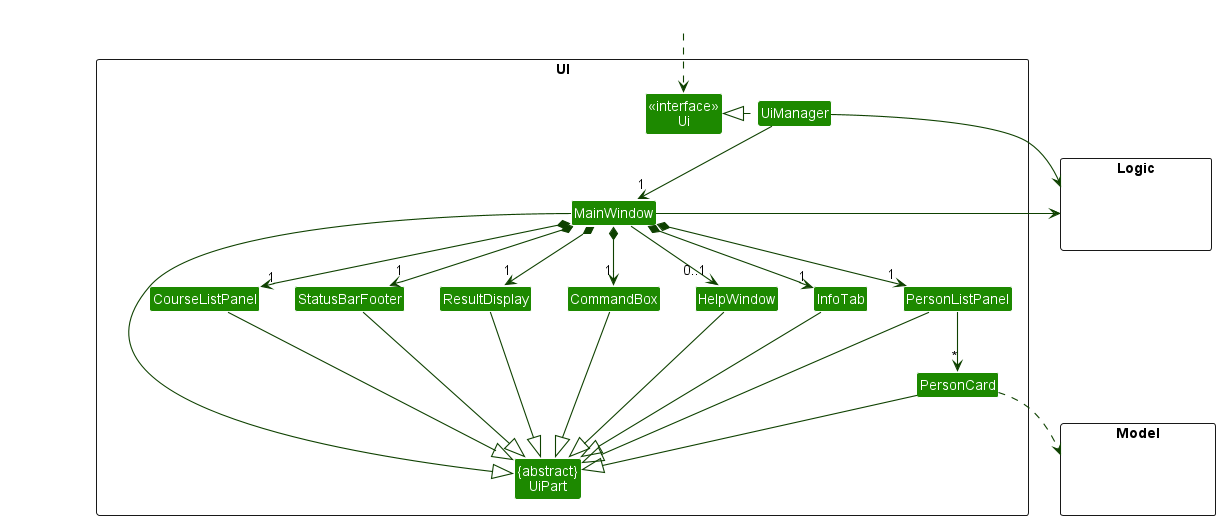 UI
«interface»
Ui
UiManager
Logic
1
MainWindow
1
1
1
1
0..1
1
1
CourseListPanel
StatusBarFooter
ResultDisplay
CommandBox
HelpWindow
InfoTab
PersonListPanel
*
PersonCard
Model
{abstract}
UiPart